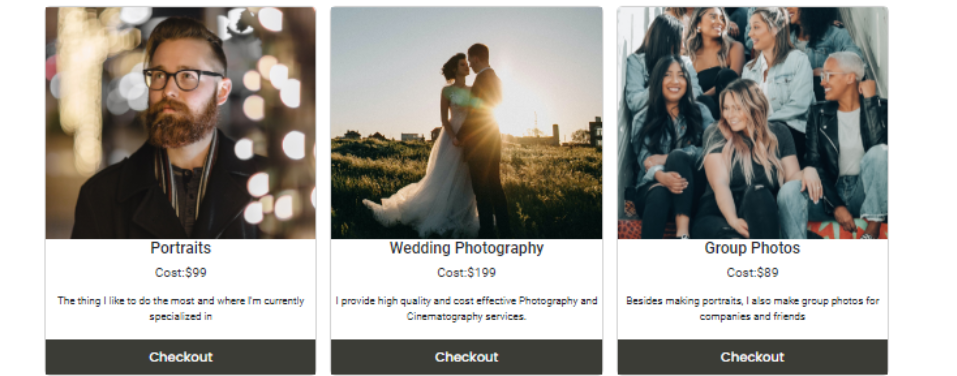 Portraits
Cost:$99
The thing I like to do the most and where I'm currently
specialized in
Checkout
Wedding Photography
Cost:$199
I provide high quality and cost effective Photography and
Cinematography services.
Checkout
Group Photos
Cost:$89
Besides making portraits, I also make group photos for
companies and friends
Checkout